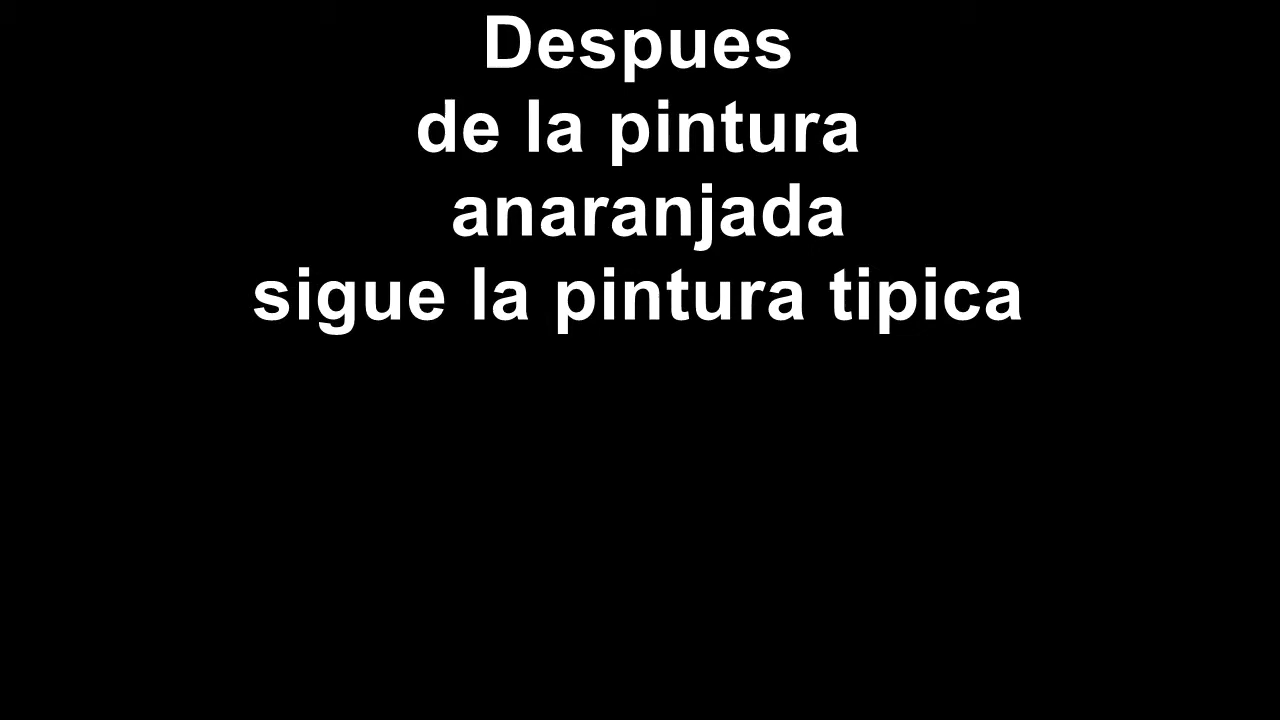 Despues
de la pintura
anaranjada
sigue la pintura tipica